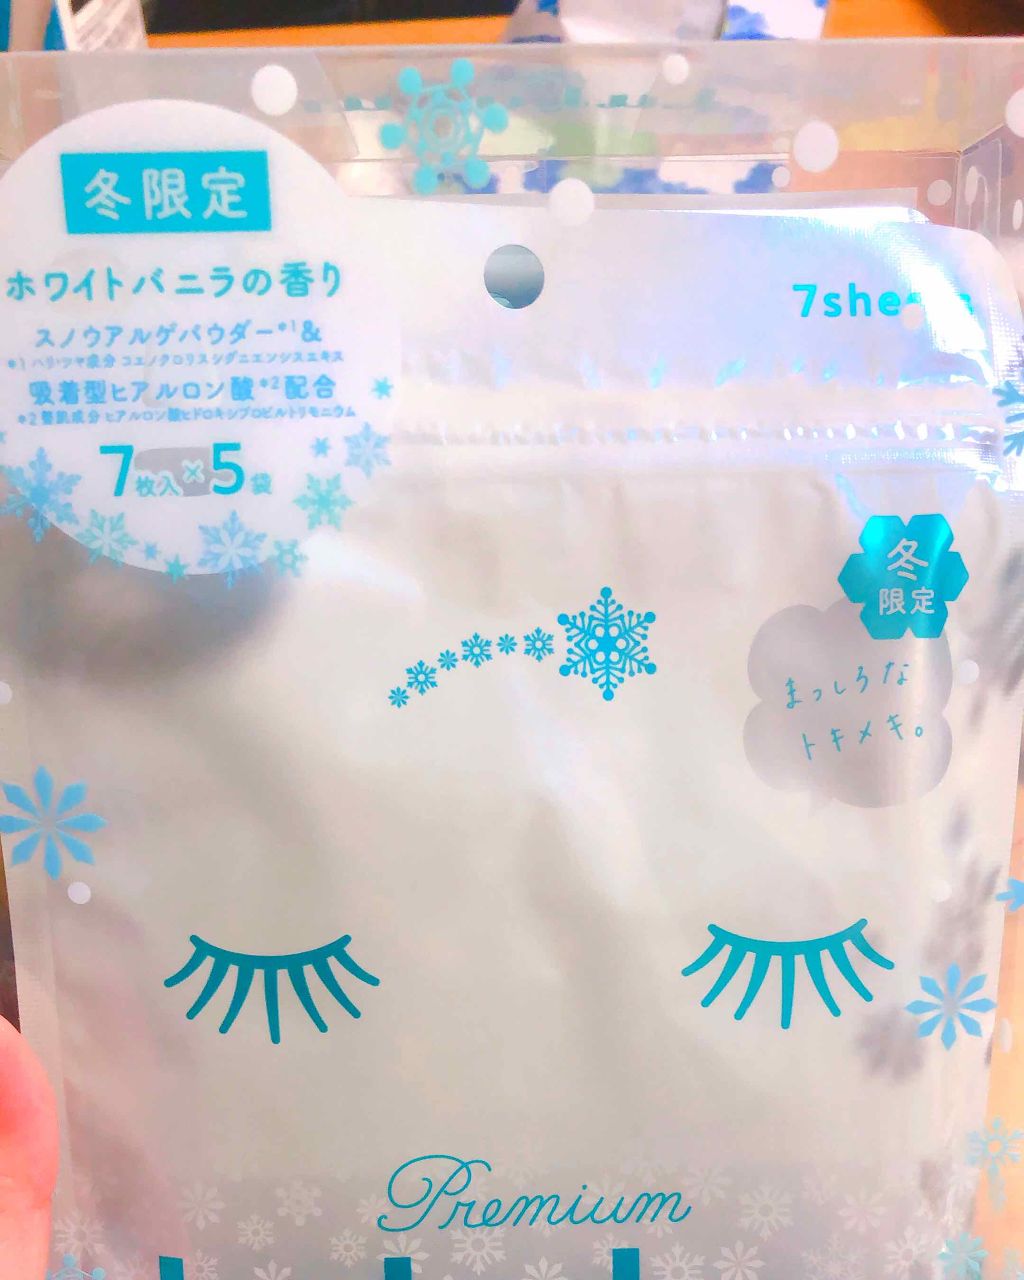 冬限定
ホワイトバニラの香り
スノウアルゲパウダー*1&
*1 ハリ・ツヤ成分 コエノクロリスシグニエンシスエキス
吸着型ヒアルロン酸*2配合
*2 整肌成分 ヒアルロン酸ヒドロキシプロピルトリモニウム
7枚入×5袋
7sheets
冬
限定
まっしろな
トキメキ。
Premium